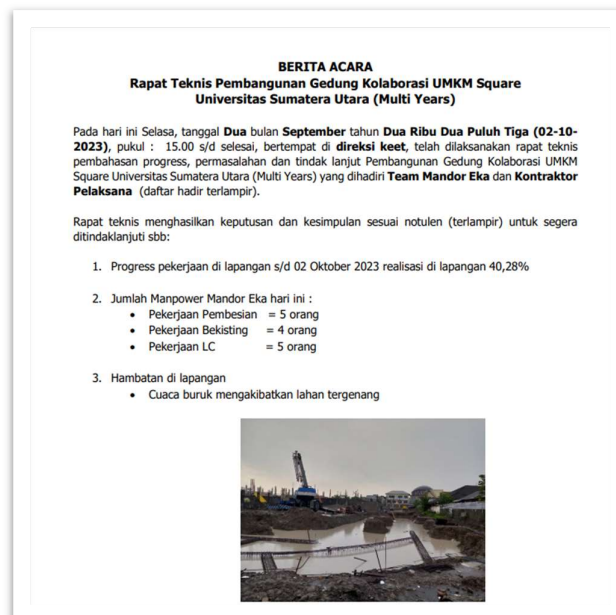 BERITA ACARA
Rapat Teknis Pembangunan Gedung Kolaborasi UMKM Square
Universitas Sumatera Utara (Multi Years)
Pada hari ini Selasa, tanggal Dua bulan September tahun Dua Ribu Dua Puluh Tiga (02-10-
2023), pukul : 15.00 s/d selesai, bertempat di direksi keet, telah dilaksanakan rapat teknis
pembahasan progress, permasalahan dan tindak lanjut Pembangunan Gedung Kolaborasi UMKM
Square Universitas Sumatera Utara (Multi Years) yang dihadiri Team Mandor Eka dan Kontraktor
Pelaksana (daftar hadir terlampir).
Rapat teknis menghasilkan keputusan dan kesimpulan sesuai notulen (terlampir) untuk segera
ditindaklanjuti sbb:
1. Progress pekerjaan di lapangan s/d 02 Oktober 2023 realisasi di lapangan 40,28%
2. Jumlah Manpower Mandor Eka hari ini :
• Pekerjaan Pembesian = 5 orang
• Pekerjaan Bekisting = 4 orang
• Pekerjaan LC = 5 orang
3. Hambatan di lapangan
• Cuaca buruk mengakibatkan lahan tergenang